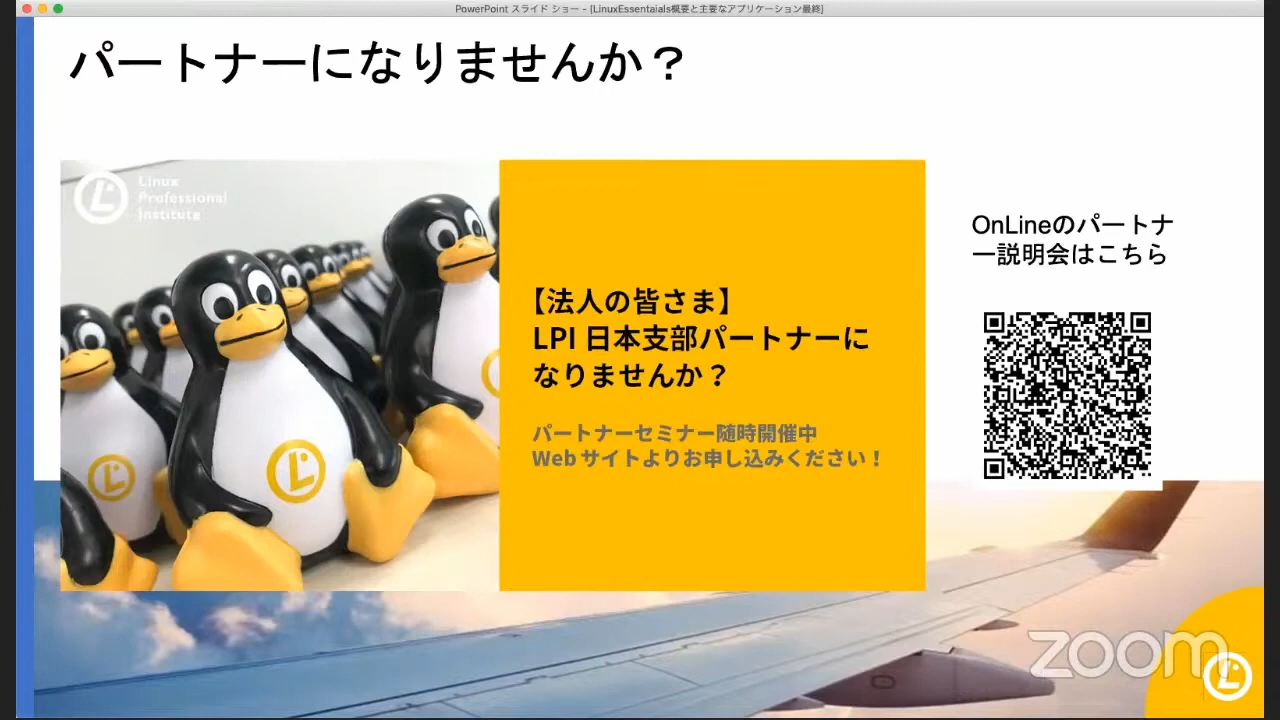 PowerPoint スライド ショー - [LinuxEssentaials概要と主要なアプリケーション最終]
パートナーになりませんか？
Linux
Professional
Institute
【法人の皆さま】
LPI 日本支部パートナーに
なりませんか？
パートナーセミナー随時開催中
Webサイトよりお申し込みください！
OnLineのパートナ
ー説明会はこちら
zoom